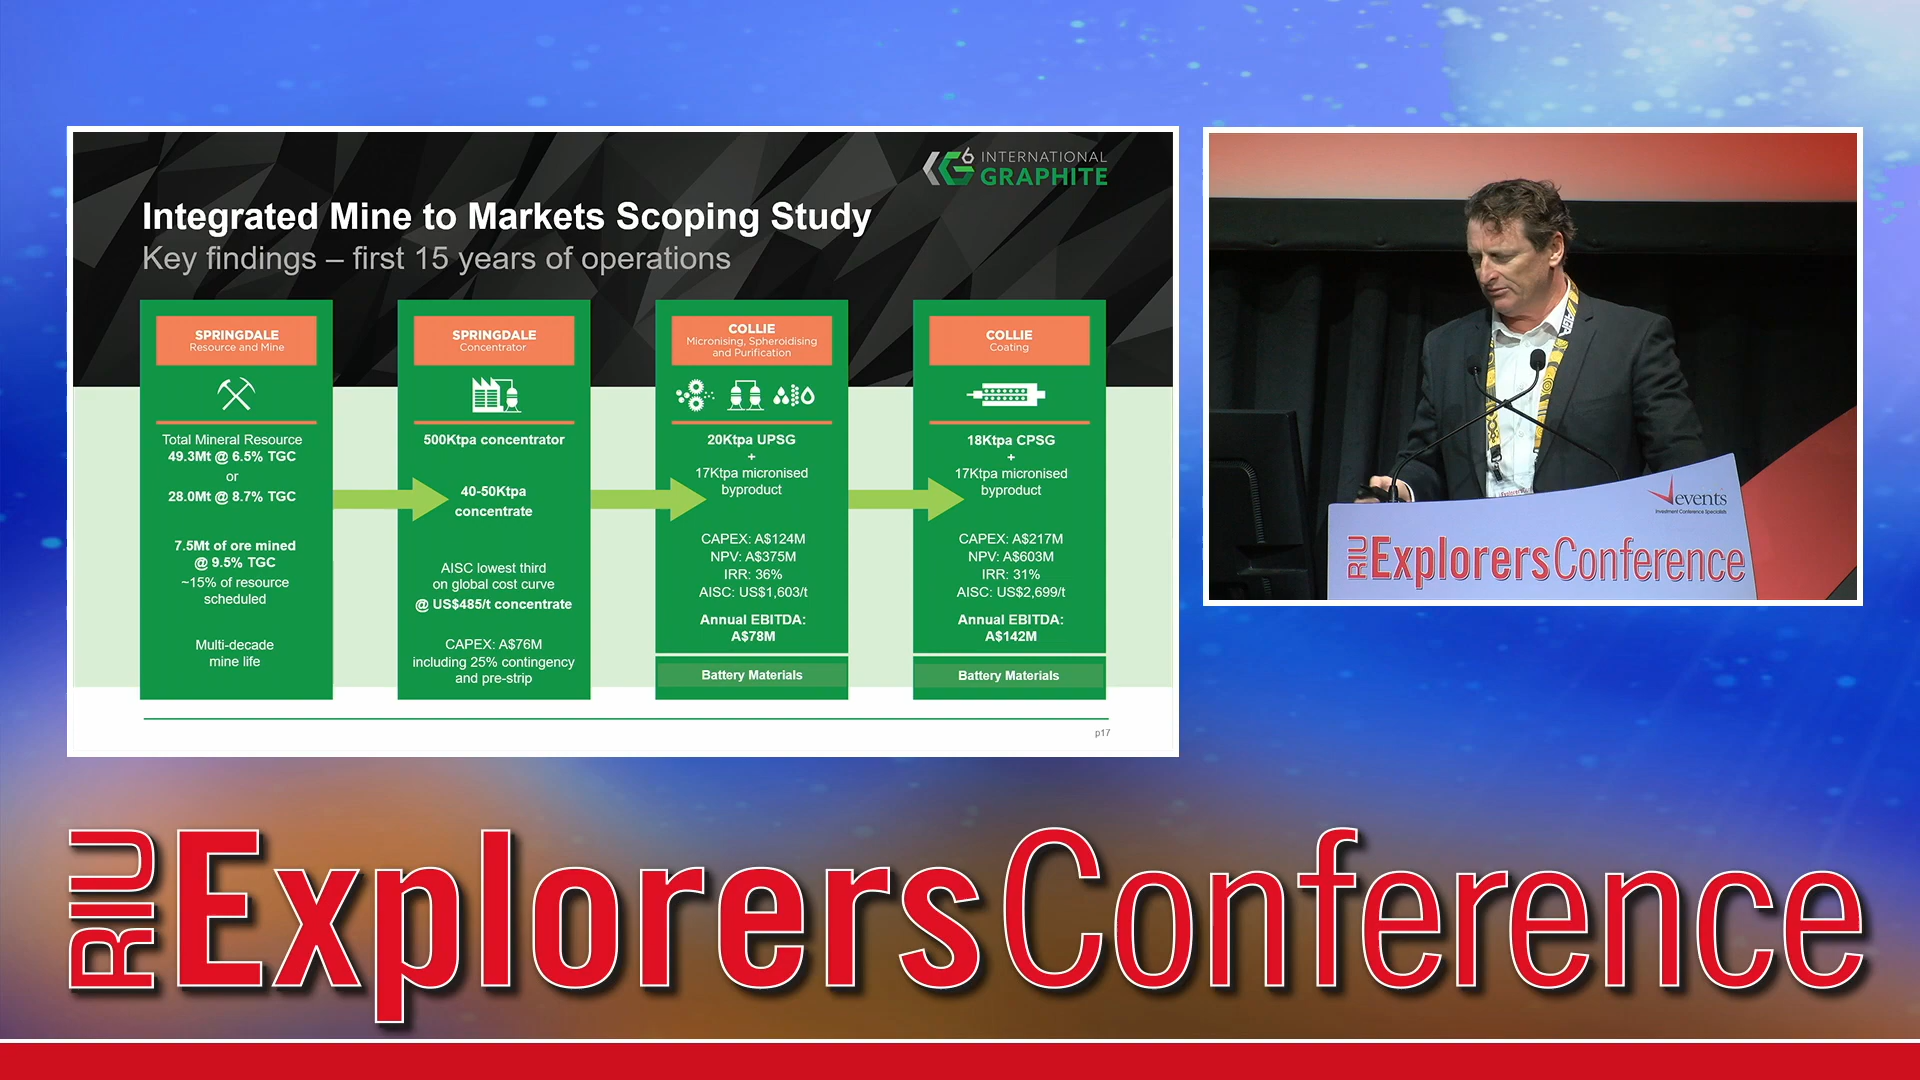 6
INTERNATIONAL
GRAPHITE
Integrated Mine to Markets Scoping Study
Key findings – first 15 years of operations
SPRINGDALE
Resource and Mine
Total Mineral Resource
49.3Mt @ 6.5% TGC
or
28.0Mt @ 8.7% TGC
7.5Mt of ore mined
@ 9.5% TGC
~15% of resource
scheduled
Multi-decade
mine life
SPRINGDALE
Concentrator
500Ktpa concentrator
40-50Ktpa
concentrate
AISC lowest third
on global cost curve
@ US$485/t concentrate
CAPEX: A$76M
including 25% contingency
and pre-strip
COLLIE
Micronising, Spheroidising
and Purification
20Ktpa UPSG
+
17Ktpa micronised
byproduct
CAPEX: A$124M
NPV: A$375M
IRR: 36%
AISC: US$1,603/t
Annual EBITDA:
A$78M
Battery Materials
COLLIE
Coating
18Ktpa CPSG
+
17Ktpa micronised
byproduct
CAPEX: A$217M
NPV: A$603M
IRR: 31%
AISC: US$2,699/t
Annual EBITDA:
A$142M
Battery Materials
p17
events
Investment Conference Specialists
RIU ExplorersConference
RIU ExplorersConference